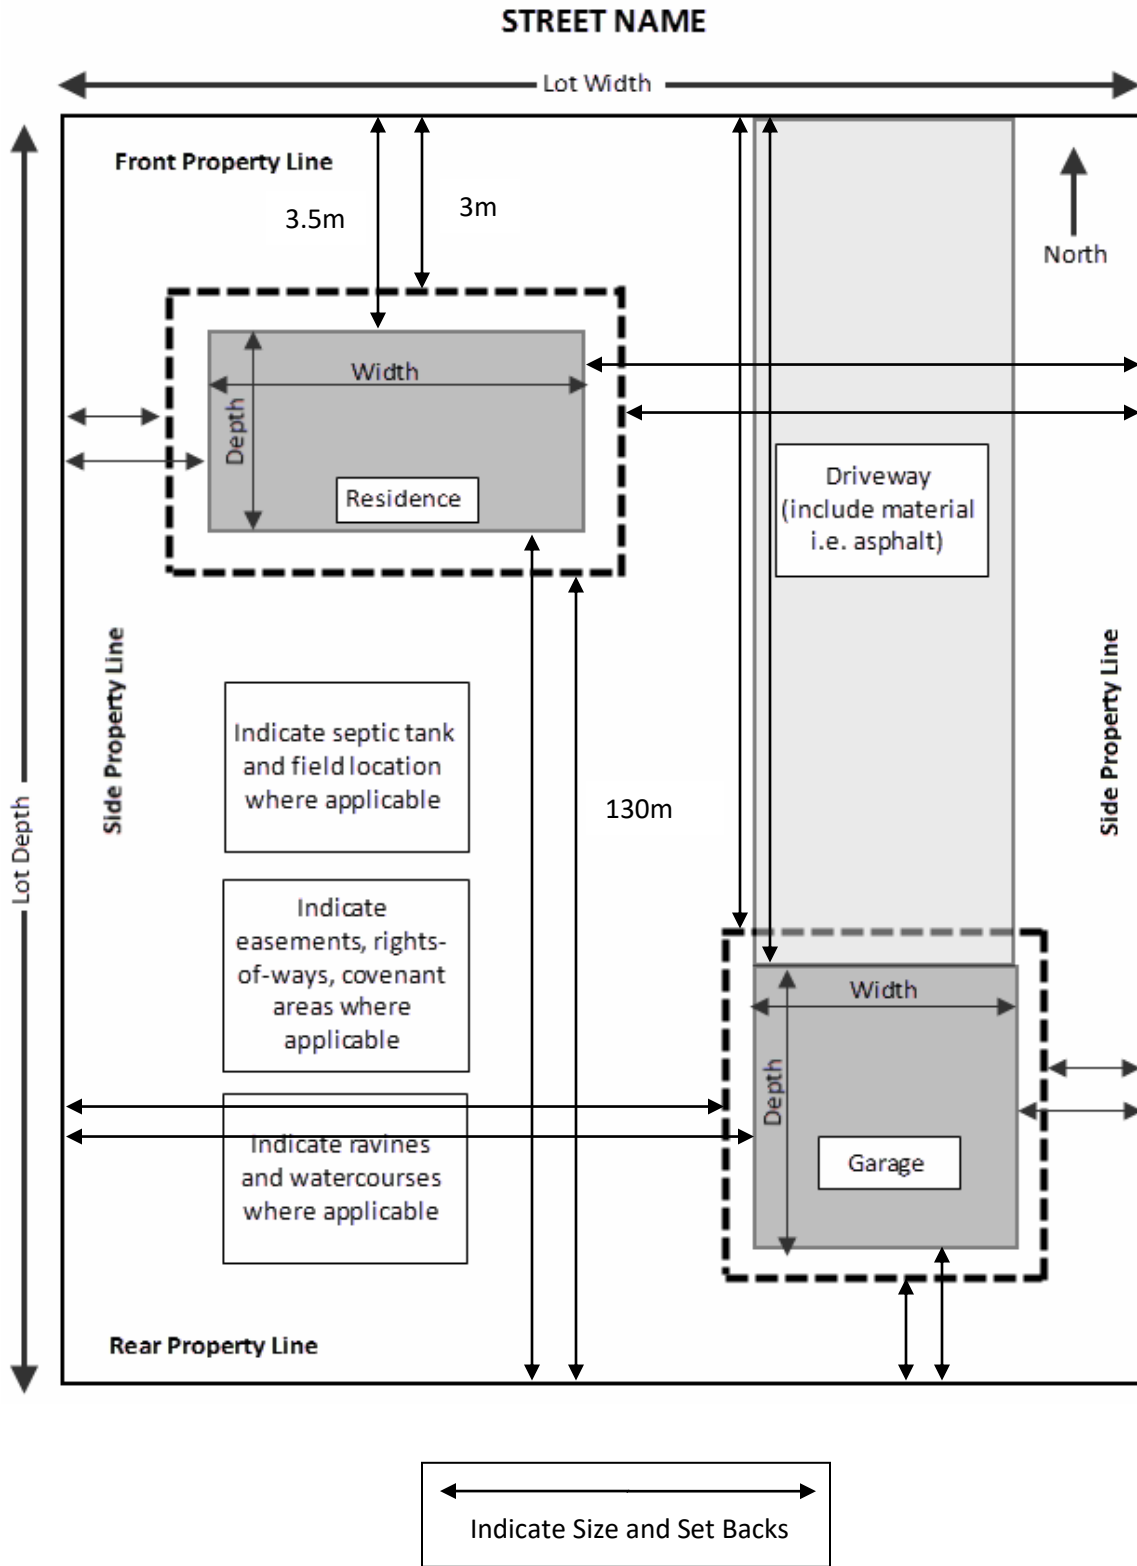 STREET NAME
Lot Width
Front Property Line
3.5m
3m
North
Width
Depth
Residence
Driveway
(include material
i.e. asphalt)
Side Property Line
Side Property Line
Lot Depth
Indicate septic tank
and field location
where applicable
130m
Indicate
easements, rights-
of-ways, covenant
areas where
applicable
Width
Depth
Garage
Indicate ravines
and watercourses
where applicable
Rear Property Line
Indicate Size and Set Backs